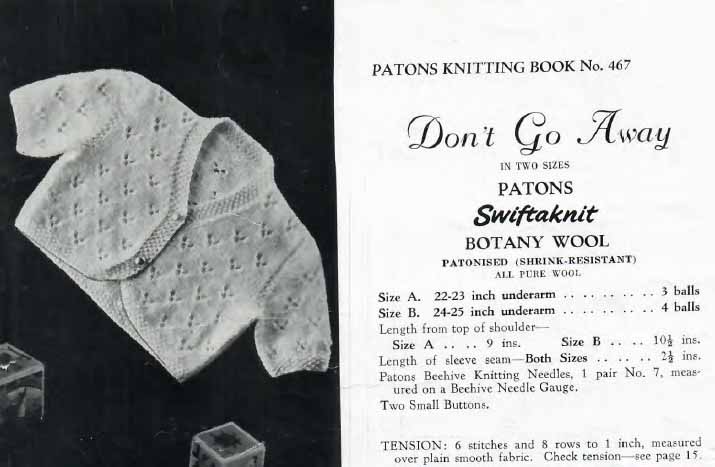 PATONS KNITTING BOOK No. 467
Don't Go Away
IN TWO SIZES
PATONS
Swiftaknit
BOTANY WOOL
PATONISED (SHRINK-RESISTANT)
ALL PURE WOOL
Size A. 22-23 inch underarm . . . . . . . . . 3 balls
Size B. 24-25 inch underarm . . . . . . . . . 4 balls
Length from top of shoulder—
Size A . . . . 9 ins. Size B . . . . 10½ ins.
Length of sleeve seam—Both Sizes . . . . . 2½ ins.
Patons Beehive Knitting Needles, 1 pair No. 7, meas-
ured on a Beehive Needle Gauge.
Two Small Buttons.
TENSION: 6 stitches and 8 rows to 1 inch, measured
over plain smooth fabric. Check tension—see page 15.